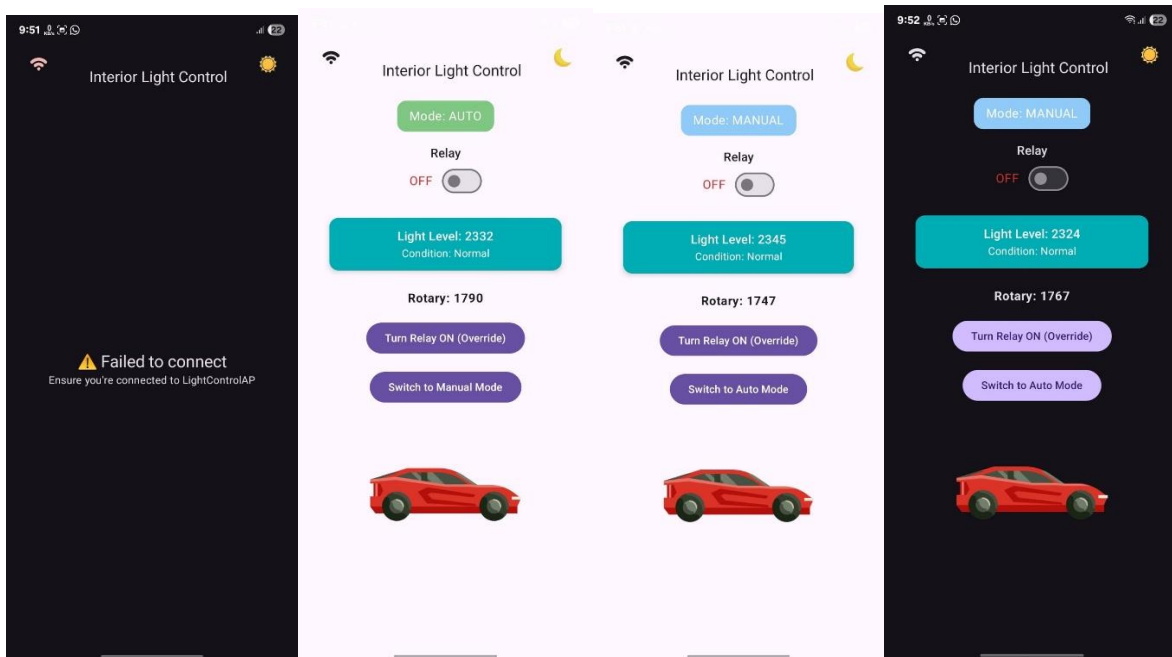 9:51
22
Interior Light Control
Failed to connect
Ensure you're connected to LightControlAP
Interior Light Control
Mode: AUTO
Relay
OFF
Light Level: 2332
Condition: Normal
Rotary: 1790
Turn Relay ON (Override)
Switch to Manual Mode
Interior Light Control
Mode: MANUAL
Relay
OFF
Light Level: 2345
Condition: Normal
Rotary: 1747
Turn Relay ON (Override)
Switch to Auto Mode
9:52
22
Interior Light Control
Mode: MANUAL
Relay
OFF
Light Level: 2324
Condition: Normal
Rotary: 1767
Turn Relay ON (Override)
Switch to Auto Mode